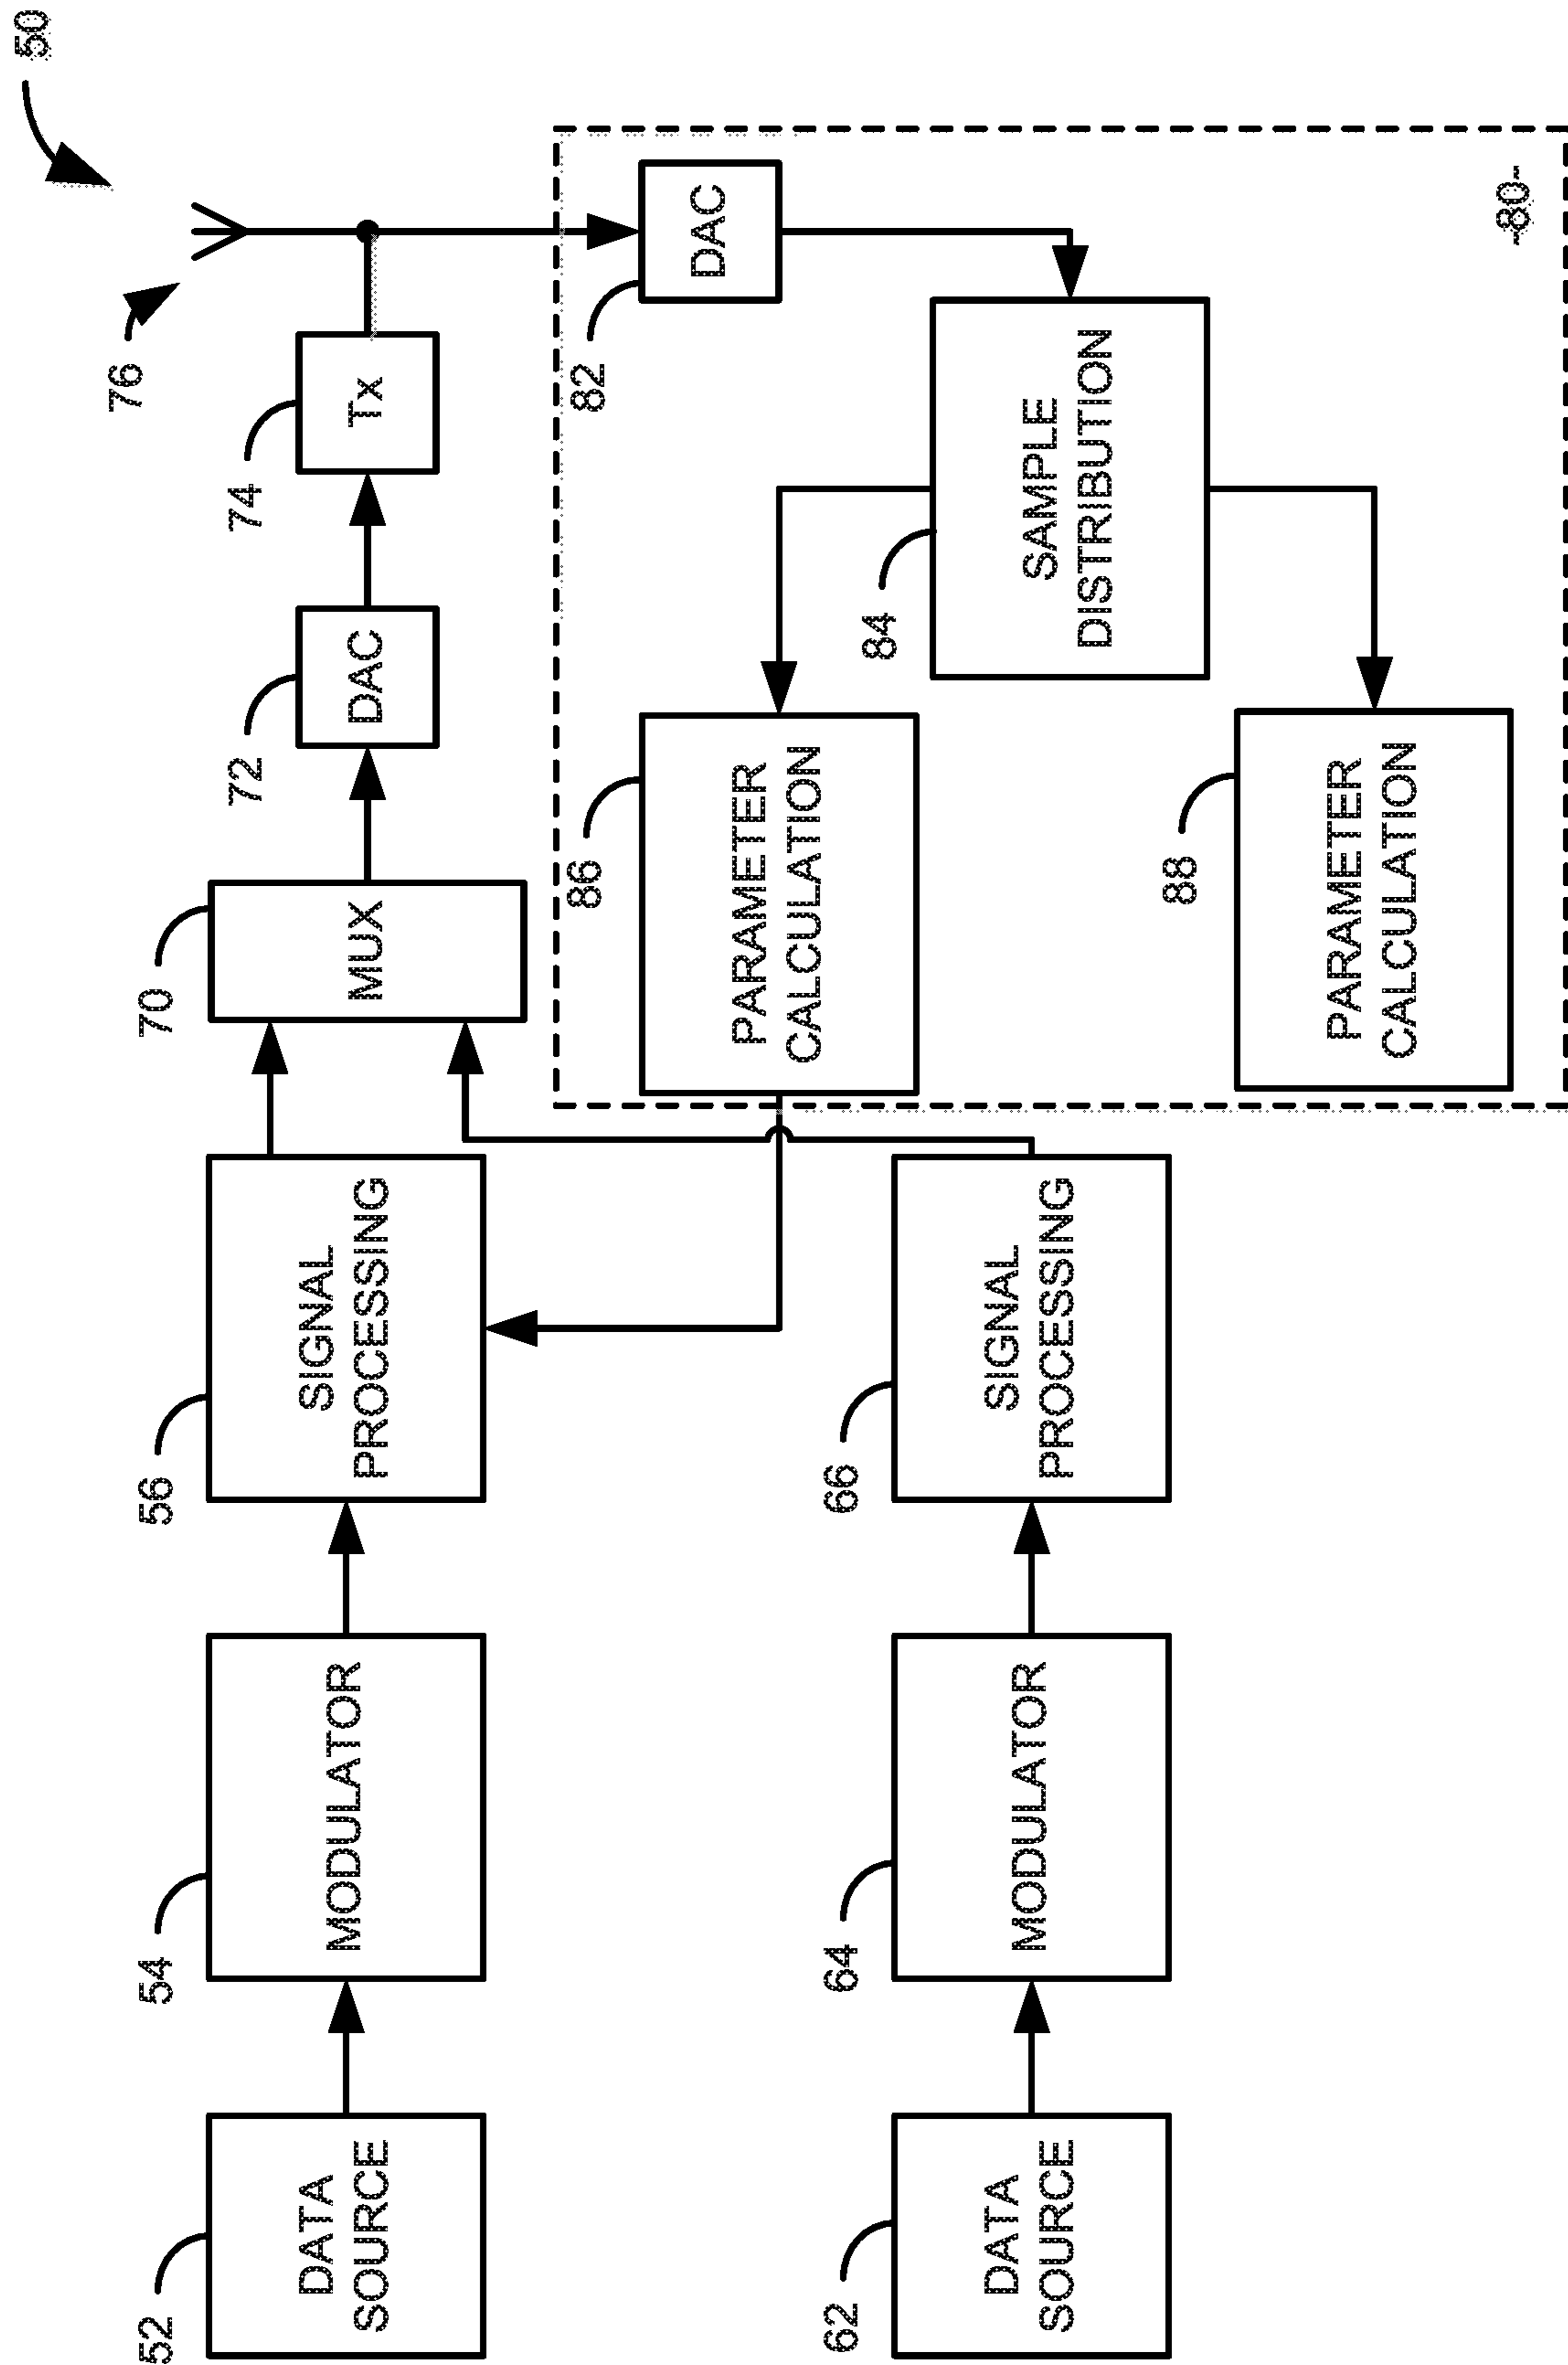 50
76
74
Tx
72
DAC
70
MUX
56
SIGNAL
PROCESSING
54
MODULATOR
52
DATA
SOURCE
82
DAC
84
SAMPLE
DISTRIBUTION
86
PARAMETER
CALCULATION
88
PARAMETER
CALCULATION
-80-
66
SIGNAL
PROCESSING
64
MODULATOR
62
DATA
SOURCE